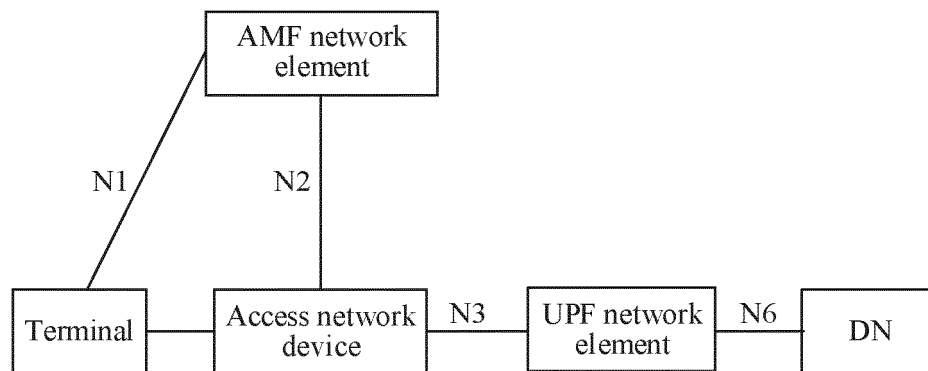 AMF network
element
N1
N2
Terminal
Access network
device
N3
UPF network
element
N6
DN